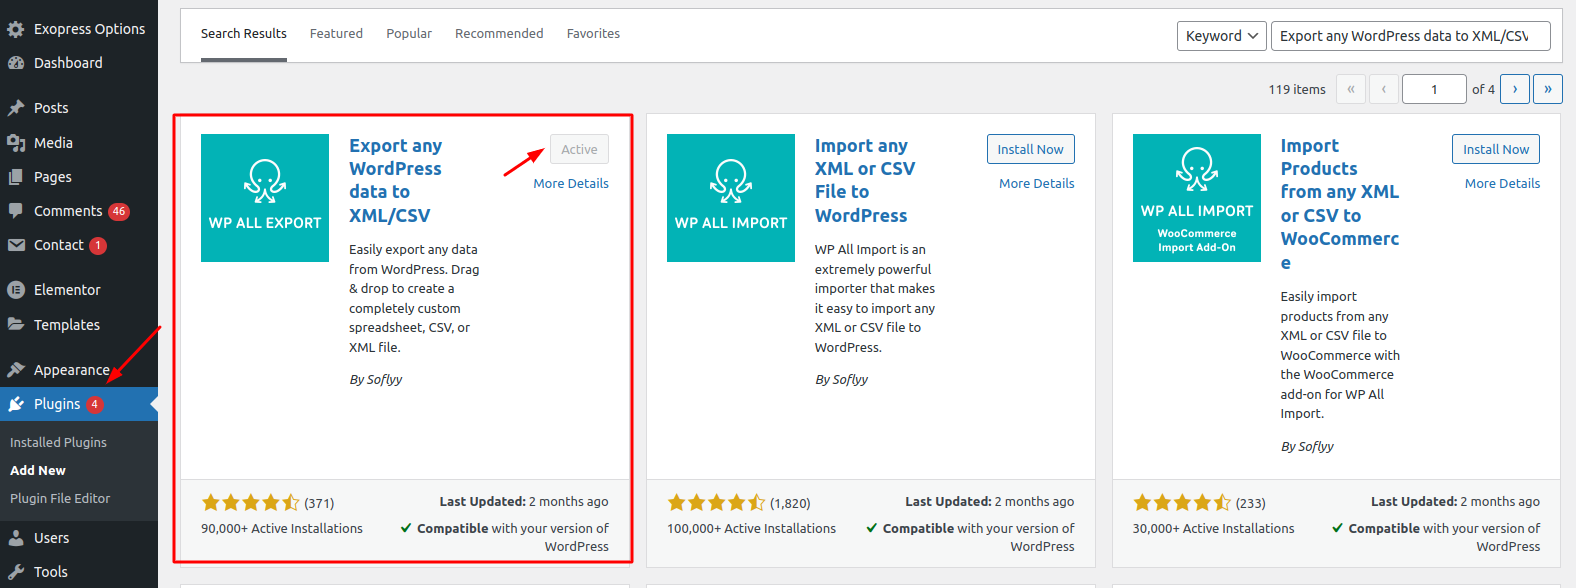 Exopress Options
Dashboard
Posts
Media
Pages
Comments 46
Contact 1
Elementor
Templates
Appearance
Plugins 4
Installed Plugins
Add New
Plugin File Editor
Users
Tools
Search Results Featured Popular Recommended Favorites
Keyword Export any WordPress data to XML/CSV
119 items « ‹ 1 of 4 › »
WP ALL EXPORT
Export any
WordPress
data to
XML/CSV
Active
More Details
Easily export any data
from WordPress. Drag
& drop to create a
completely custom
spreadsheet, CSV, or
XML file.
By Soflyy
(371)
90,000+ Active Installations
Last Updated: 2 months ago
Compatible with your version of
WordPress
WP ALL IMPORT
Import any
XML or CSV
File to
WordPress
Install Now
More Details
WP All Import is an
extremely powerful
importer that makes
it easy to import any
XML or CSV file to
WordPress.
By Soflyy
(1,820)
100,000+ Active Installations
Last Updated: 2 months ago
Compatible with your version of
WordPress
WP ALL IMPORT
WooCommerce
Import Add-On
Import
Products
from any XML
or CSV to
WooCommerc
e
Install Now
More Details
Easily import
products from any
XML or CSV file to
WooCommerce with
the WooCommerce
add-on for WP All
Import.
By Soflyy
(233)
30,000+ Active Installations
Last Updated: 2 months ago
Compatible with your version of
WordPress